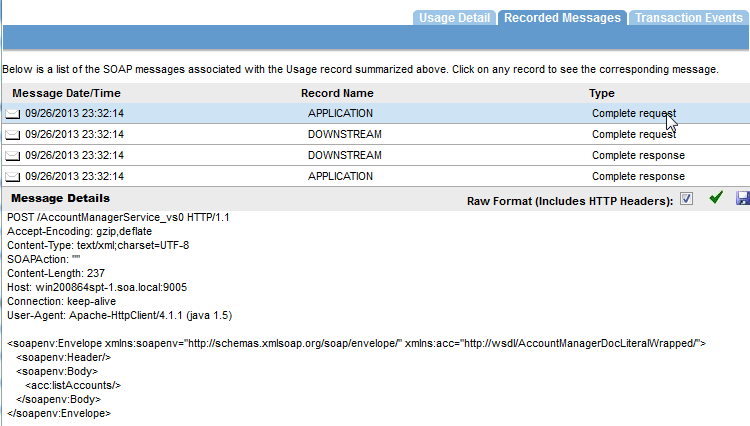 Usage Detail Recorded Messages Transaction Events
Below is a list of the SOAP messages associated with the Usage record summarized above. Click on any record to see the corresponding message.
Message Date/Time Record Name Type
09/26/2013 23:32:14 APPLICATION Complete request
09/26/2013 23:32:14 DOWNSTREAM Complete request
09/26/2013 23:32:14 DOWNSTREAM Complete response
09/26/2013 23:32:14 APPLICATION Complete response
Message Details Raw Format (Includes HTTP Headers):
POST /AccountManagerService_vs0 HTTP/1.1
Accept-Encoding: gzip,deflate
Content-Type: text/xml;charset=UTF-8
SOAPAction: ""
Content-Length: 237
Host: win200864spt-1.soa.local:9005
Connection: keep-alive
User-Agent: Apache-HttpClient/4.1.1 (java 1.5)
<soapenv:Envelope xmlns:soapenv="http://schemas.xmlsoap.org/soap/envelope/" xmlns:acc="http://wsdl/AccountManagerDocLiteralWrapped/">
<soapenv:Header/>
<soapenv:Body>
<acc:listAccounts/>
</soapenv:Body>
</soapenv:Envelope>